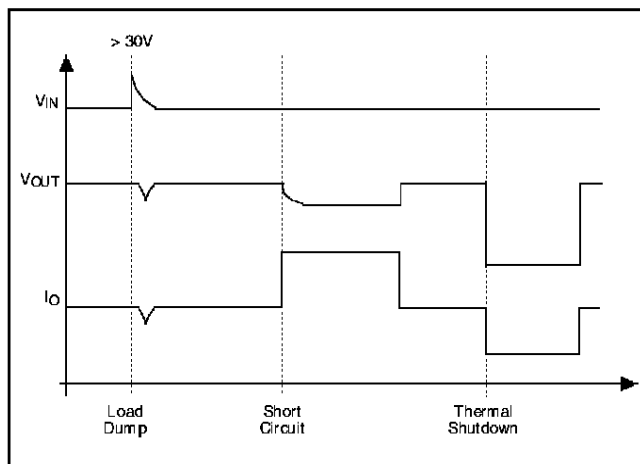 > 30V
VIN
VOUT
IO
Load
Dump
Short
Circuit
Thermal
Shutdown